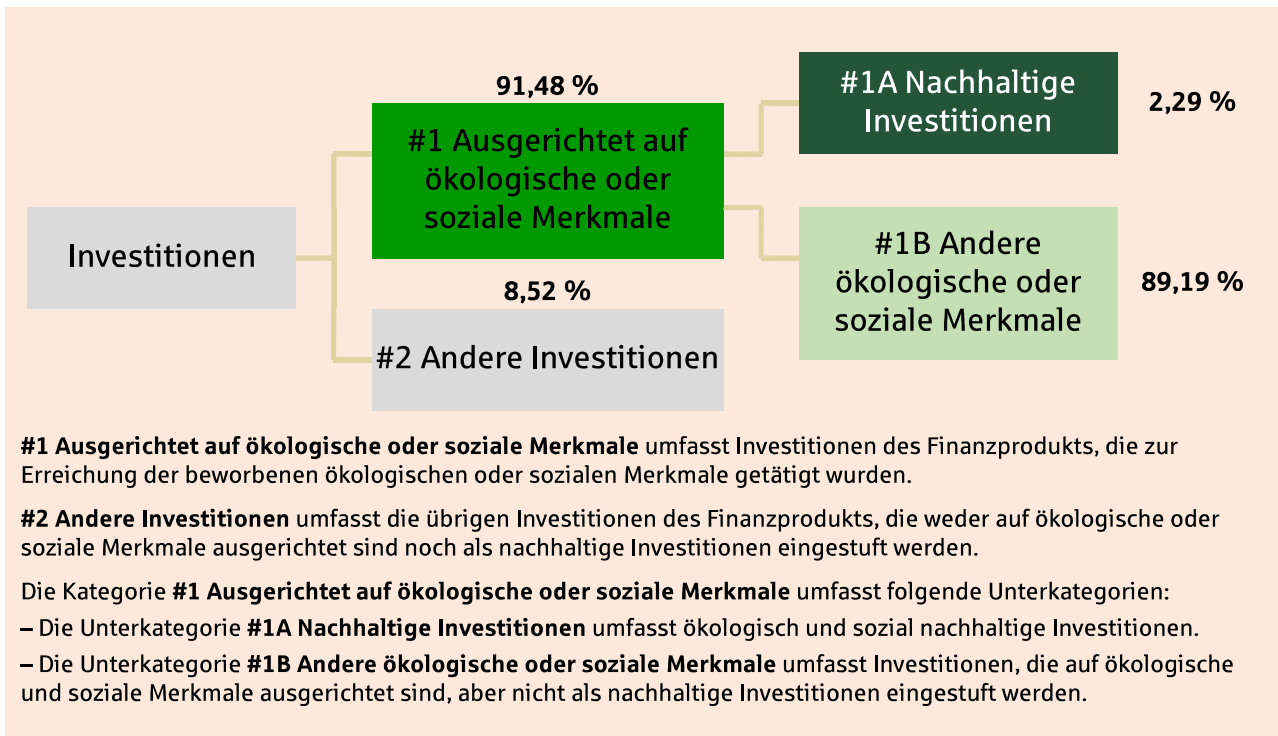 91,48 %
#1 Ausgerichtet auf
ökologische oder
soziale Merkmale
#1A Nachhaltige
Investitionen
2,29 %
Investitionen
#1B Andere
ökologische oder
soziale Merkmale
89,19 %
8,52 %
#2 Andere Investitionen
#1 Ausgerichtet auf ökologische oder soziale Merkmale umfasst Investitionen des Finanzprodukts, die zur
Erreichung der beworbenen ökologischen oder sozialen Merkmale getätigt wurden.
#2 Andere Investitionen umfasst die übrigen Investitionen des Finanzprodukts, die weder auf ökologische oder
soziale Merkmale ausgerichtet sind noch als nachhaltige Investitionen eingestuft werden.
Die Kategorie #1 Ausgerichtet auf ökologische oder soziale Merkmale umfasst folgende Unterkategorien:
– Die Unterkategorie #1A Nachhaltige Investitionen umfasst ökologisch und sozial nachhaltige Investitionen.
– Die Unterkategorie #1B Andere ökologische oder soziale Merkmale umfasst Investitionen, die auf ökologische
und soziale Merkmale ausgerichtet sind, aber nicht als nachhaltige Investitionen eingestuft werden.